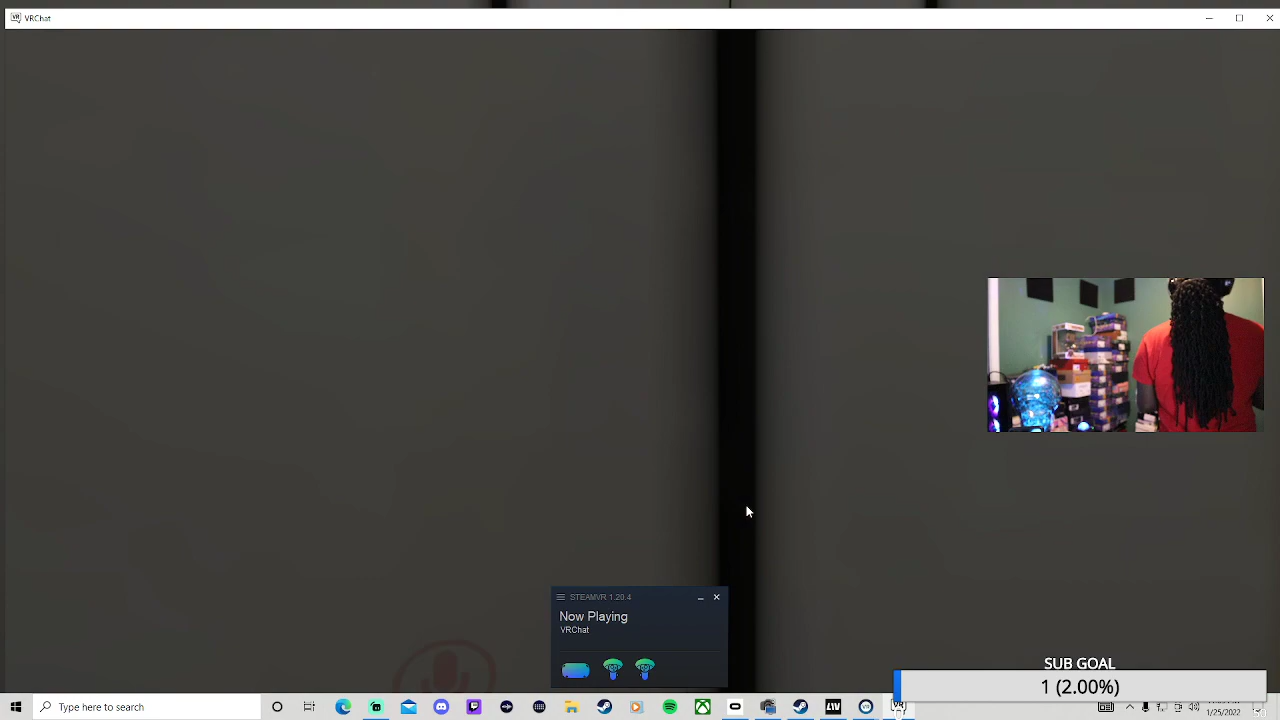 VRChat
STEAMVR 1.20.4
Now Playing
VRChat
SUB GOAL
1 (2.00%)
Type here to search
1/25/2022